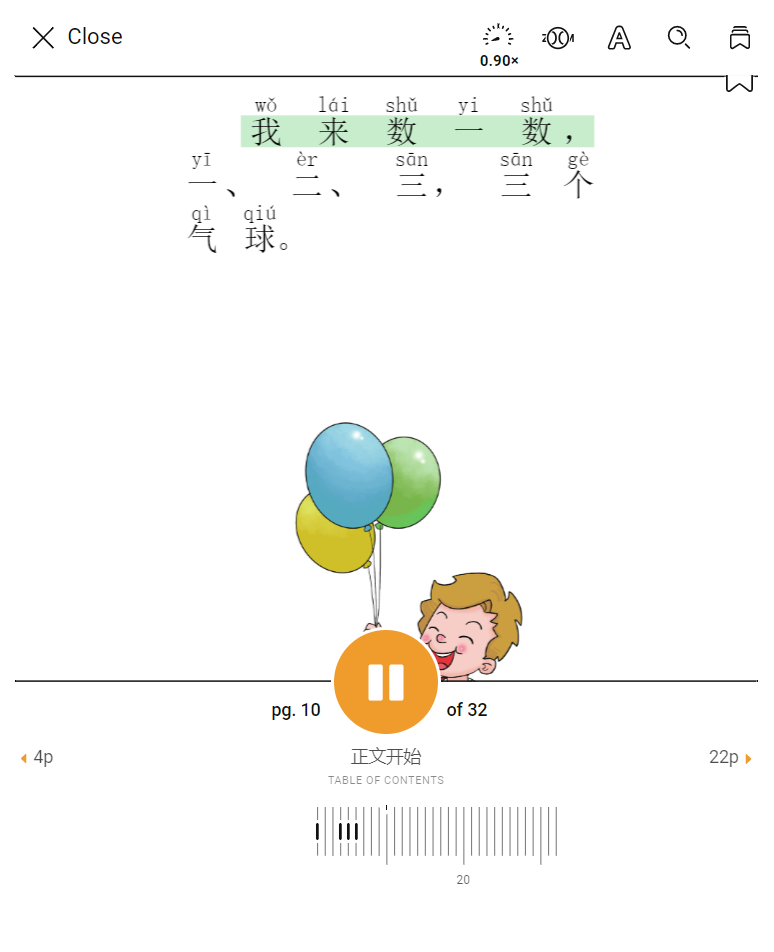 Close
0.90×
wǒ lái shǔ yi shǔ
我 来 数 一 数，
yī èr sān sān gè
一、 二、 三， 三 个
qì qiú
气 球。
pg. 10 of 32
4p 正文开始 22p
TABLE OF CONTENTS
20